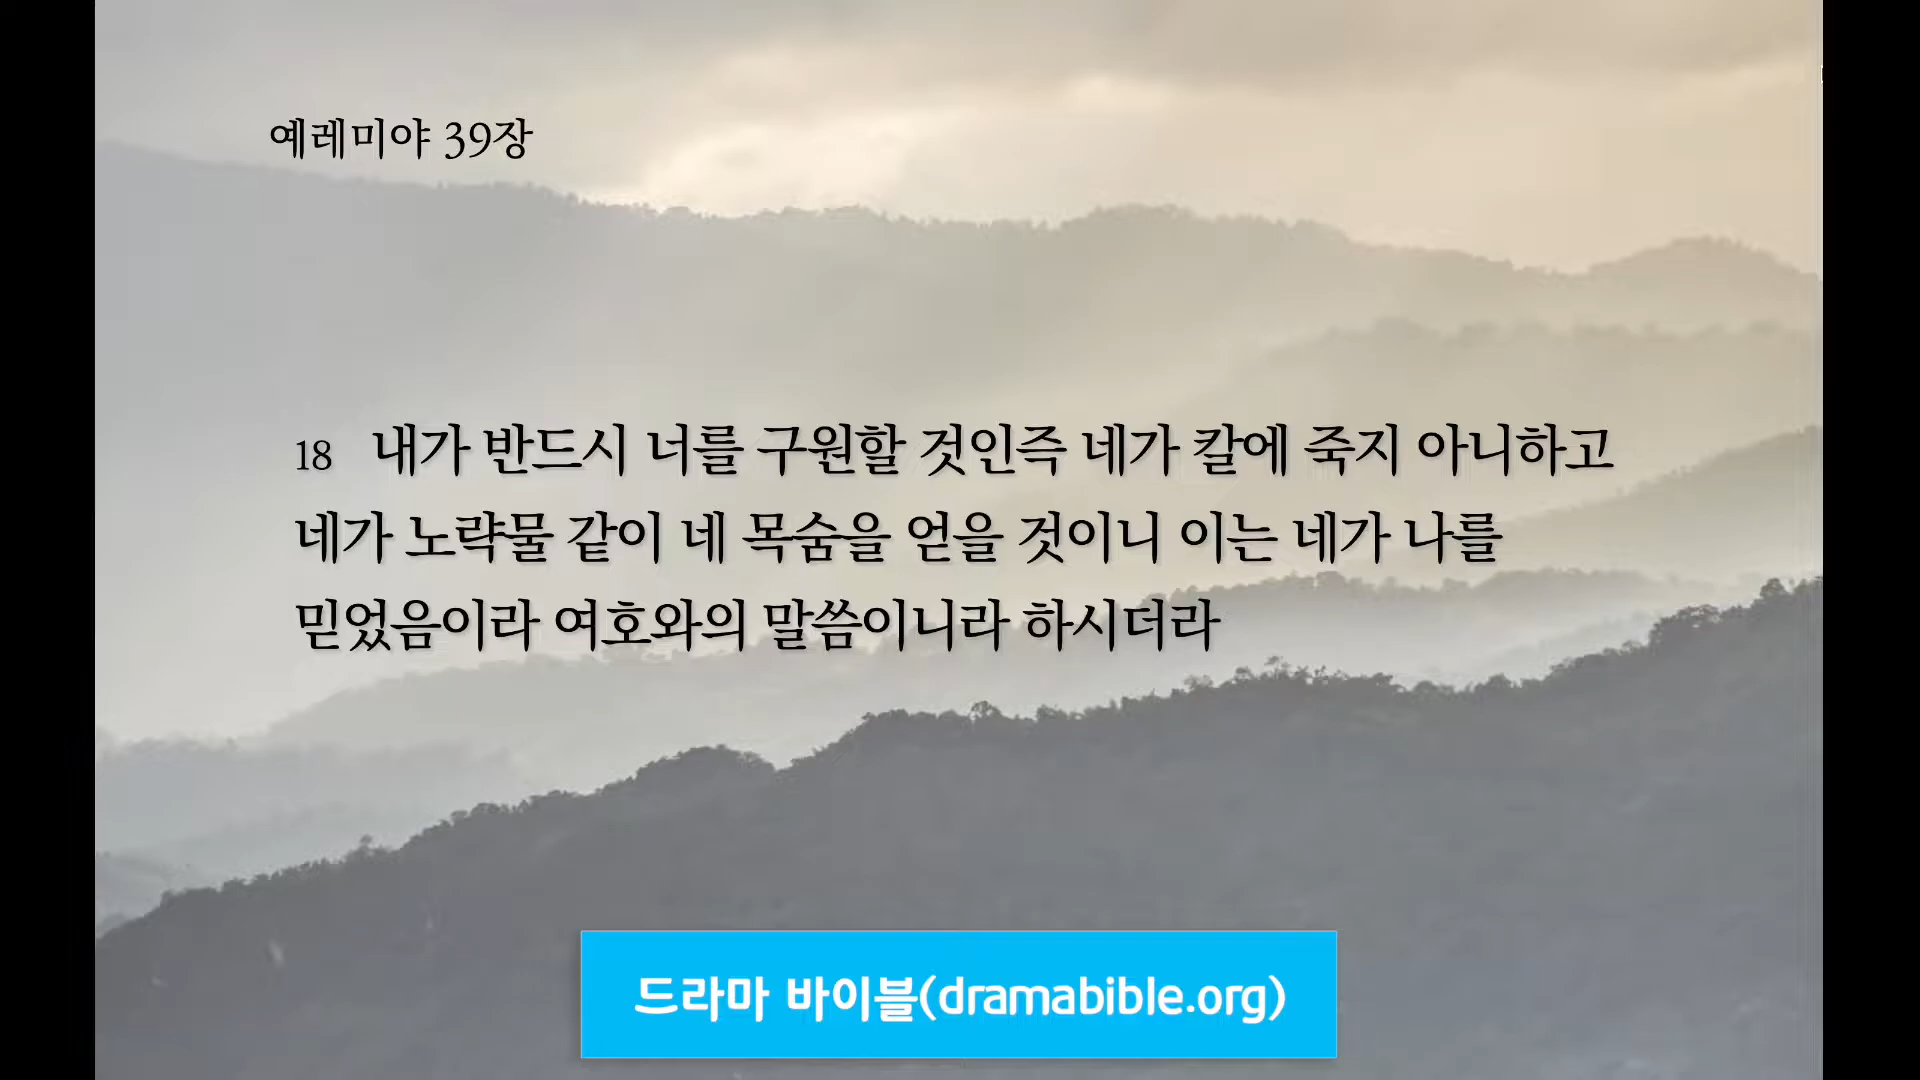 예레미야 39장
18 내가 반드시 너를 구원할 것인즉 네가 칼에 죽지 아니하고
네가 노략물 같이 네 목숨을 얻을 것이니 이는 네가 나를
믿었음이라 여호와의 말씀이니라 하시더라
드라마 바이블(dramabible.org)